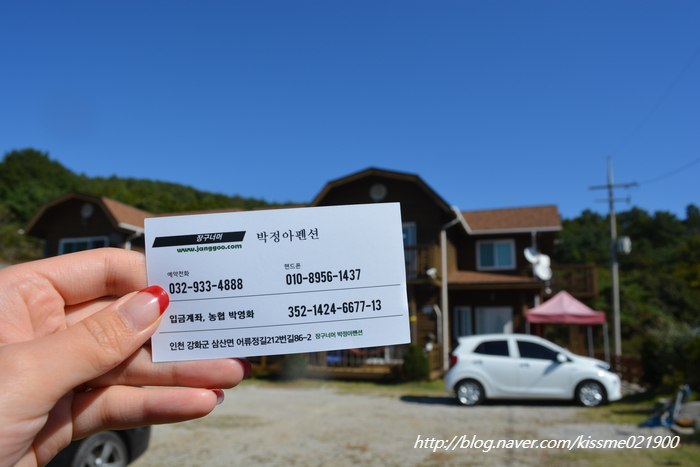 장구너머
www.janggoo.com
박정아펜션
예약전화
032-933-4888
핸드폰
010-8956-1437
입금계좌, 농협 박영화
352-1424-6677-13
인천 강화군 삼산면 어류정길212번길86-2 장구너머 박정아펜션
http://blog.naver.com/kissme021900